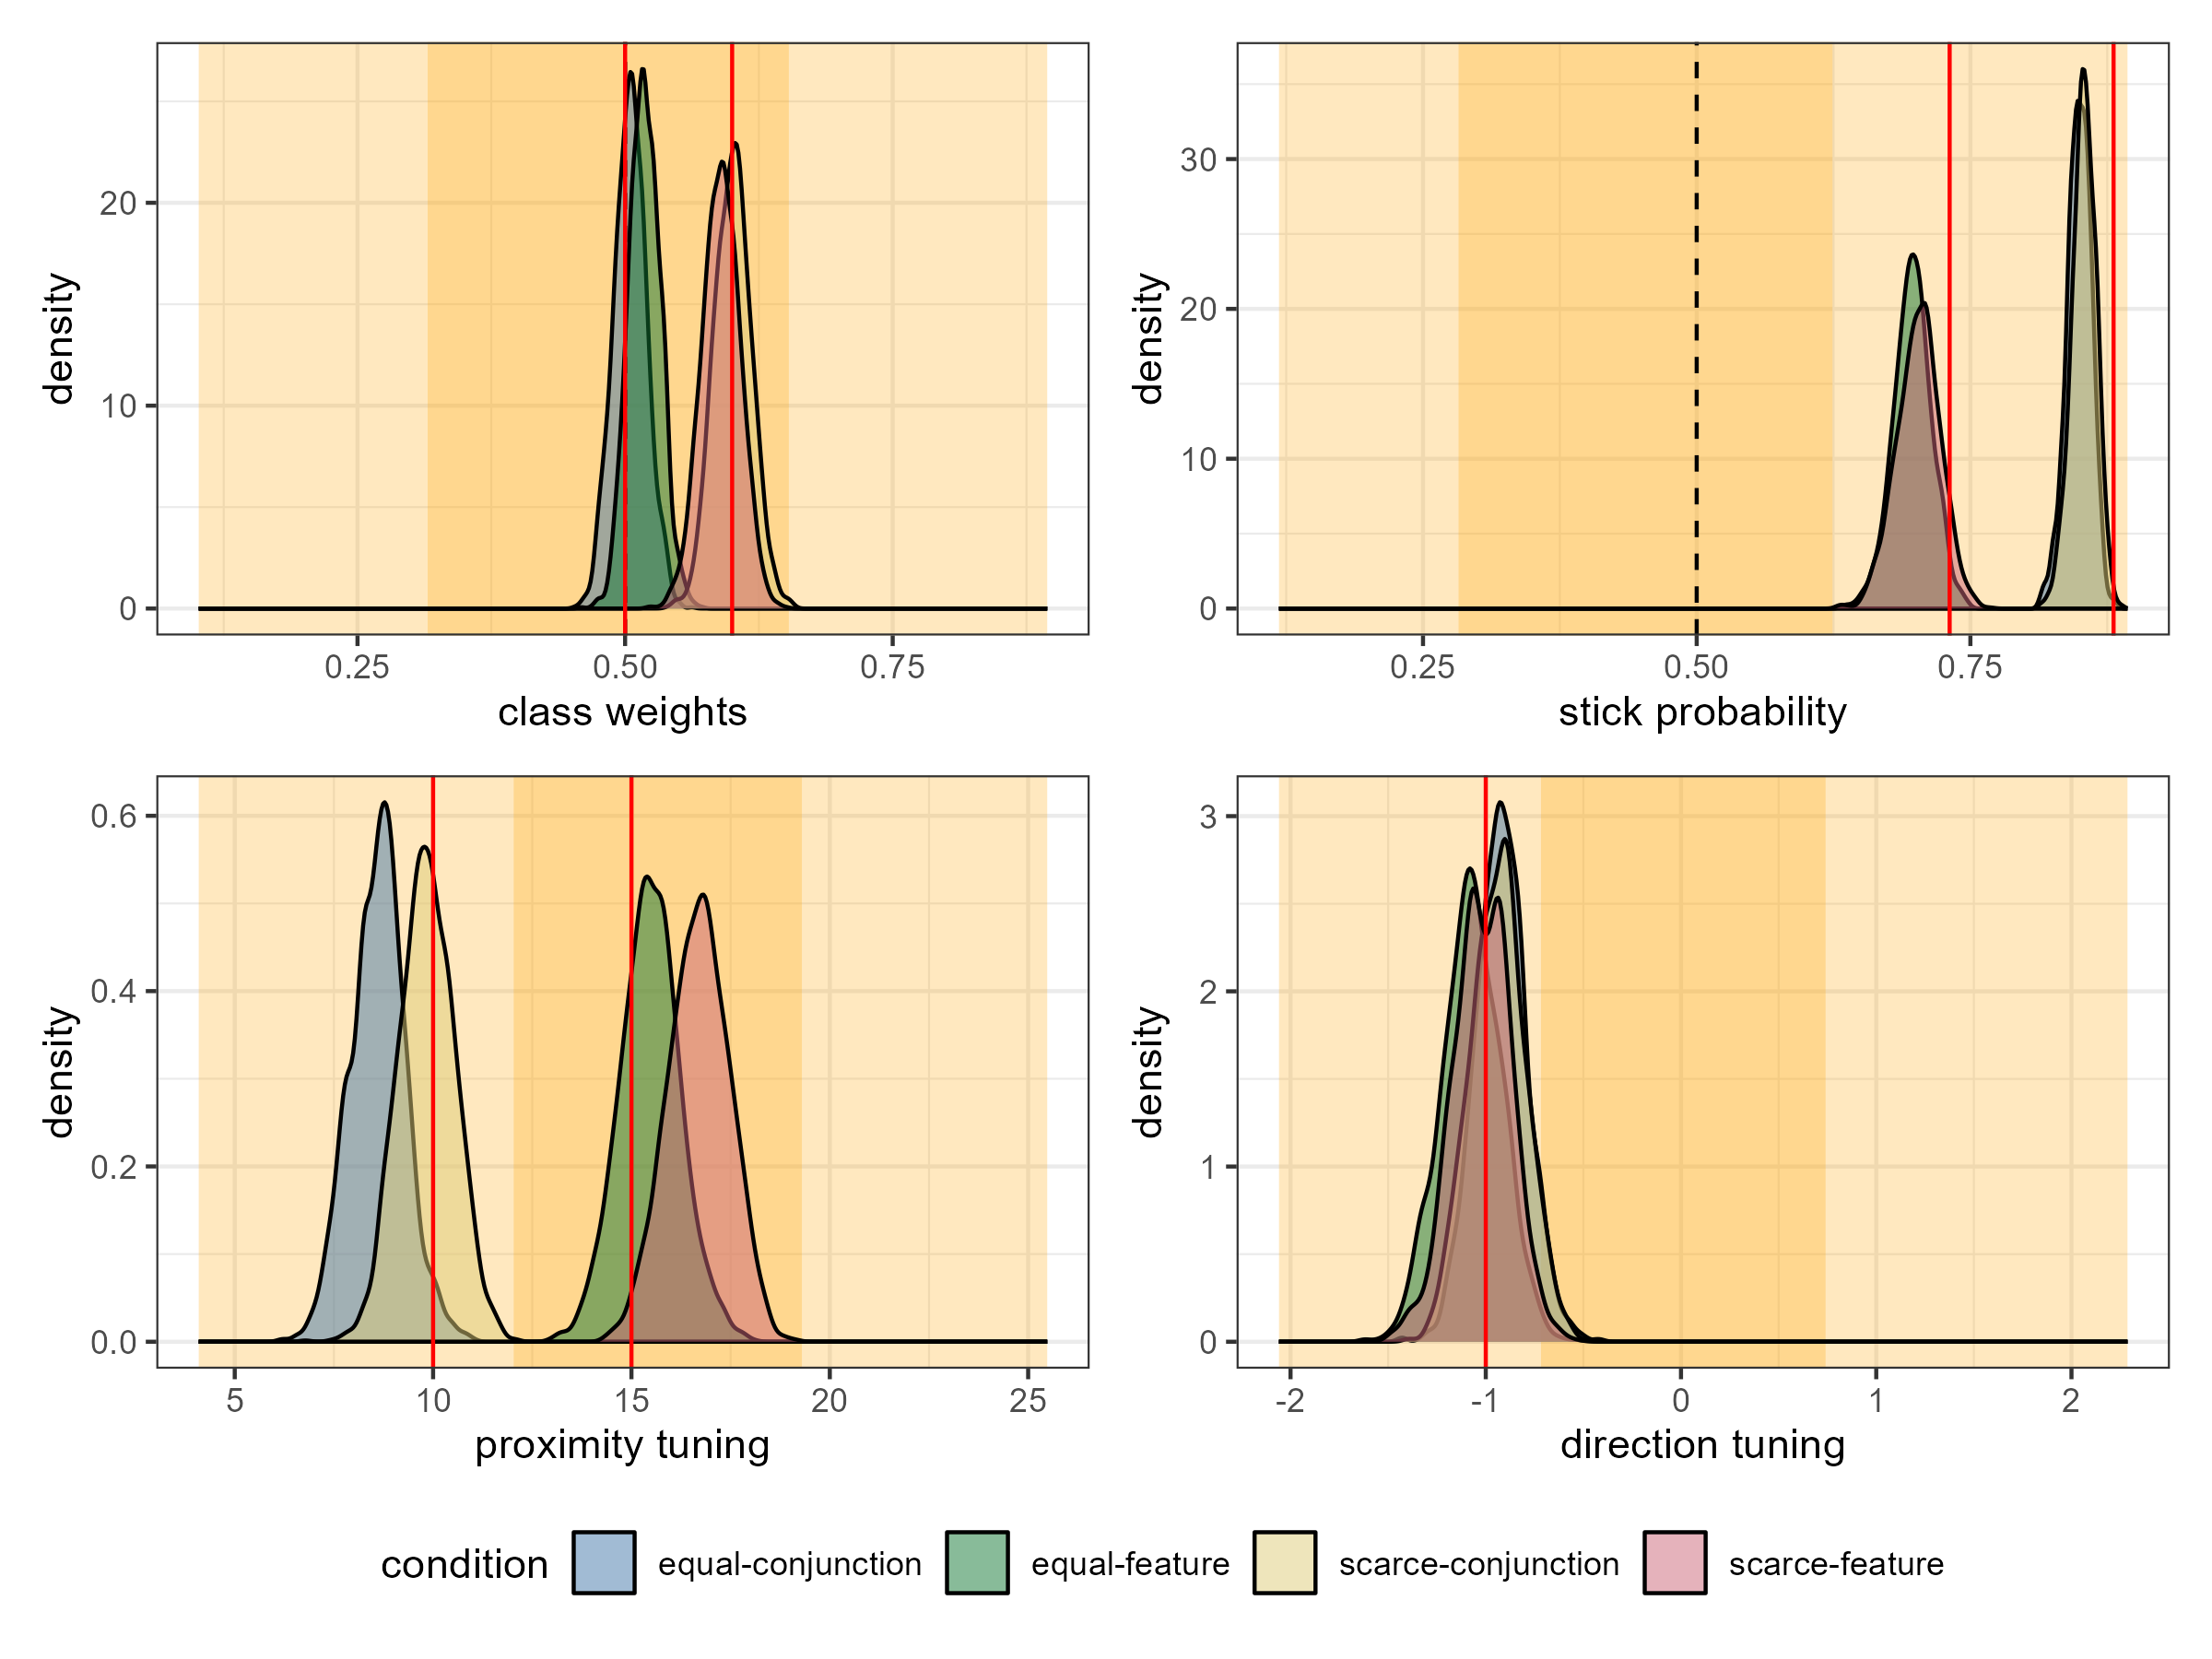 density
20
10
0
0.25 0.50 0.75
class weights
density
30
20
10
0
0.25 0.50 0.75
stick probability
density
0.6
0.4
0.2
0.0
5 10 15 20 25
proximity tuning
density
3
2
1
0
-2 -1 0 1 2
direction tuning
condition equal-conjunction equal-feature scarce-conjunction scarce-feature